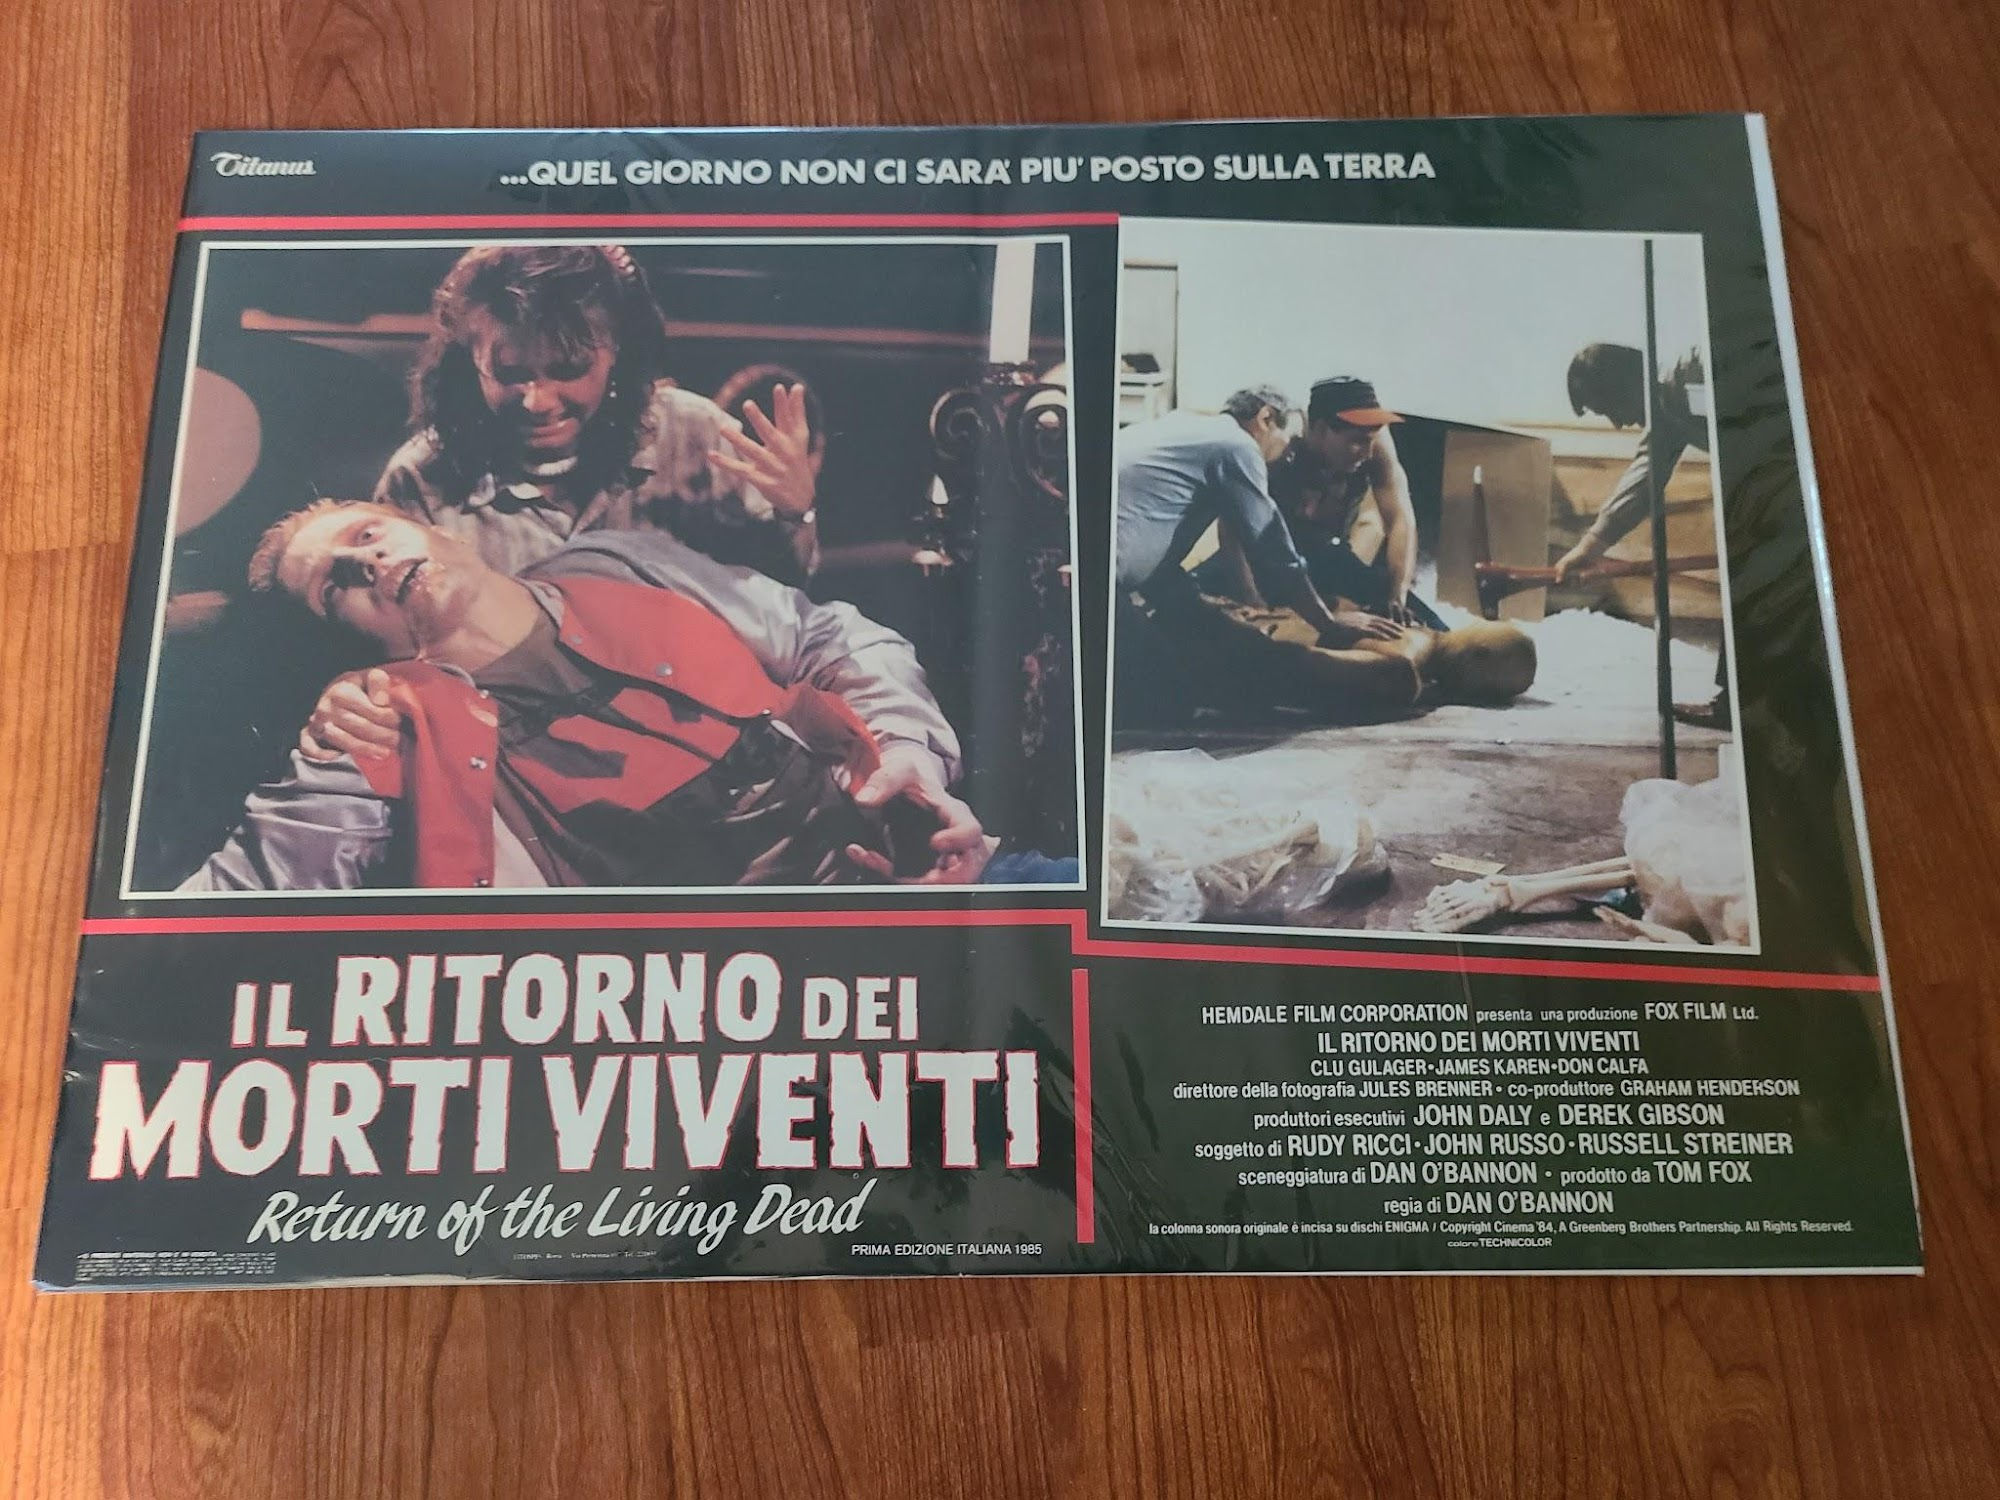 Titanus
...QUEL GIORNO NON CI SARA' PIU' POSTO SULLA TERRA
IL RITORNO DEI
MORTI VIVENTI
Return of the Living Dead
PRIMA EDIZIONE ITALIANA 1985
HEMDALE FILM CORPORATION presenta una produzione FOX FILM Ltd.
IL RITORNO DEI MORTI VIVENTI
CLU GULAGER • JAMES KAREN • DON CALFA
direttore della fotografia JULES BRENNER • co-produttore GRAHAM HENDERSON
produttori esecutivi JOHN DALY e DEREK GIBSON
soggetto di RUDY RICCI • JOHN RUSSO • RUSSELL STREINER
sceneggiatura di DAN O'BANNON • prodotto da TOM FOX
regia di DAN O'BANNON
la colonna sonora originale è incisa su dischi ENIGMA / Copyright Cinema '84, A Greenberg Brothers Partnership. All Rights Reserved.
colore TECHNICOLOR